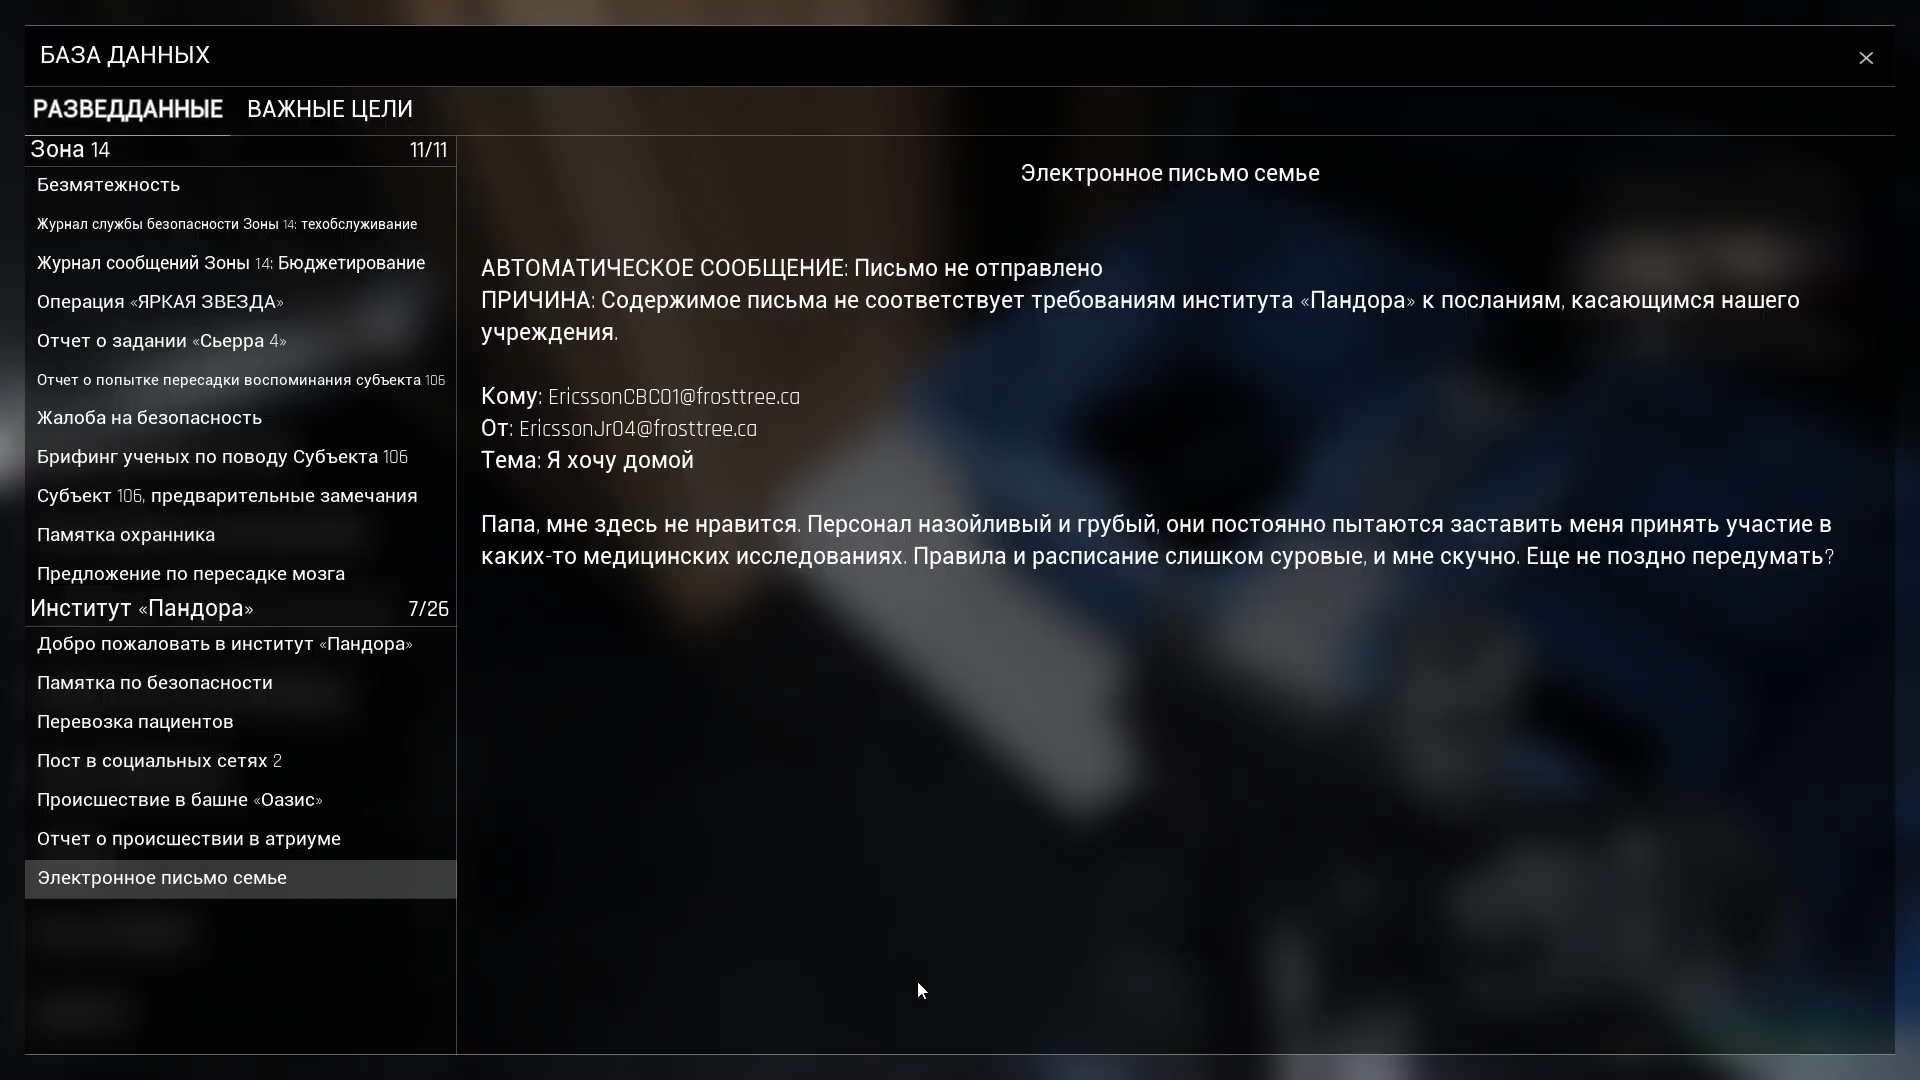 БАЗА ДАННЫХ
РАЗВЕДДАННЫЕ ВАЖНЫЕ ЦЕЛИ
Зона 14 11/11
Безмятежность
Журнал службы безопасности Зоны 14: техобслуживание
Журнал сообщений Зоны 14: Бюджетирование
Операция «ЯРКАЯ ЗВЕЗДА»
Отчет о задании «Сьерра 4»
Отчет о попытке пересадки воспоминания субъекта 106
Жалоба на безопасность
Брифинг ученых по поводу Субъекта 106
Субъект 106, предварительные замечания
Памятка охранника
Предложение по пересадке мозга
Институт «Пандора» 7/26
Добро пожаловать в институт «Пандора»
Памятка по безопасности
Перевозка пациентов
Пост в социальных сетях 2
Происшествие в башне «Оазис»
Отчет о происшествии в атриуме
Электронное письмо семье
Электронное письмо семье
АВТОМАТИЧЕСКОЕ СООБЩЕНИЕ: Письмо не отправлено
ПРИЧИНА: Содержимое письма не соответствует требованиям института «Пандора» к посланиям, касающимся нашего
учреждения.
Кому: EricssonCBC01@frosttree.ca
От: EricssonJr04@frosttree.ca
Тема: Я хочу домой
Папа, мне здесь не нравится. Персонал назойливый и грубый, они постоянно пытаются заставить меня принять участие в
каких-то медицинских исследованиях. Правила и расписание слишком суровые, и мне скучно. Еще не поздно передумать?